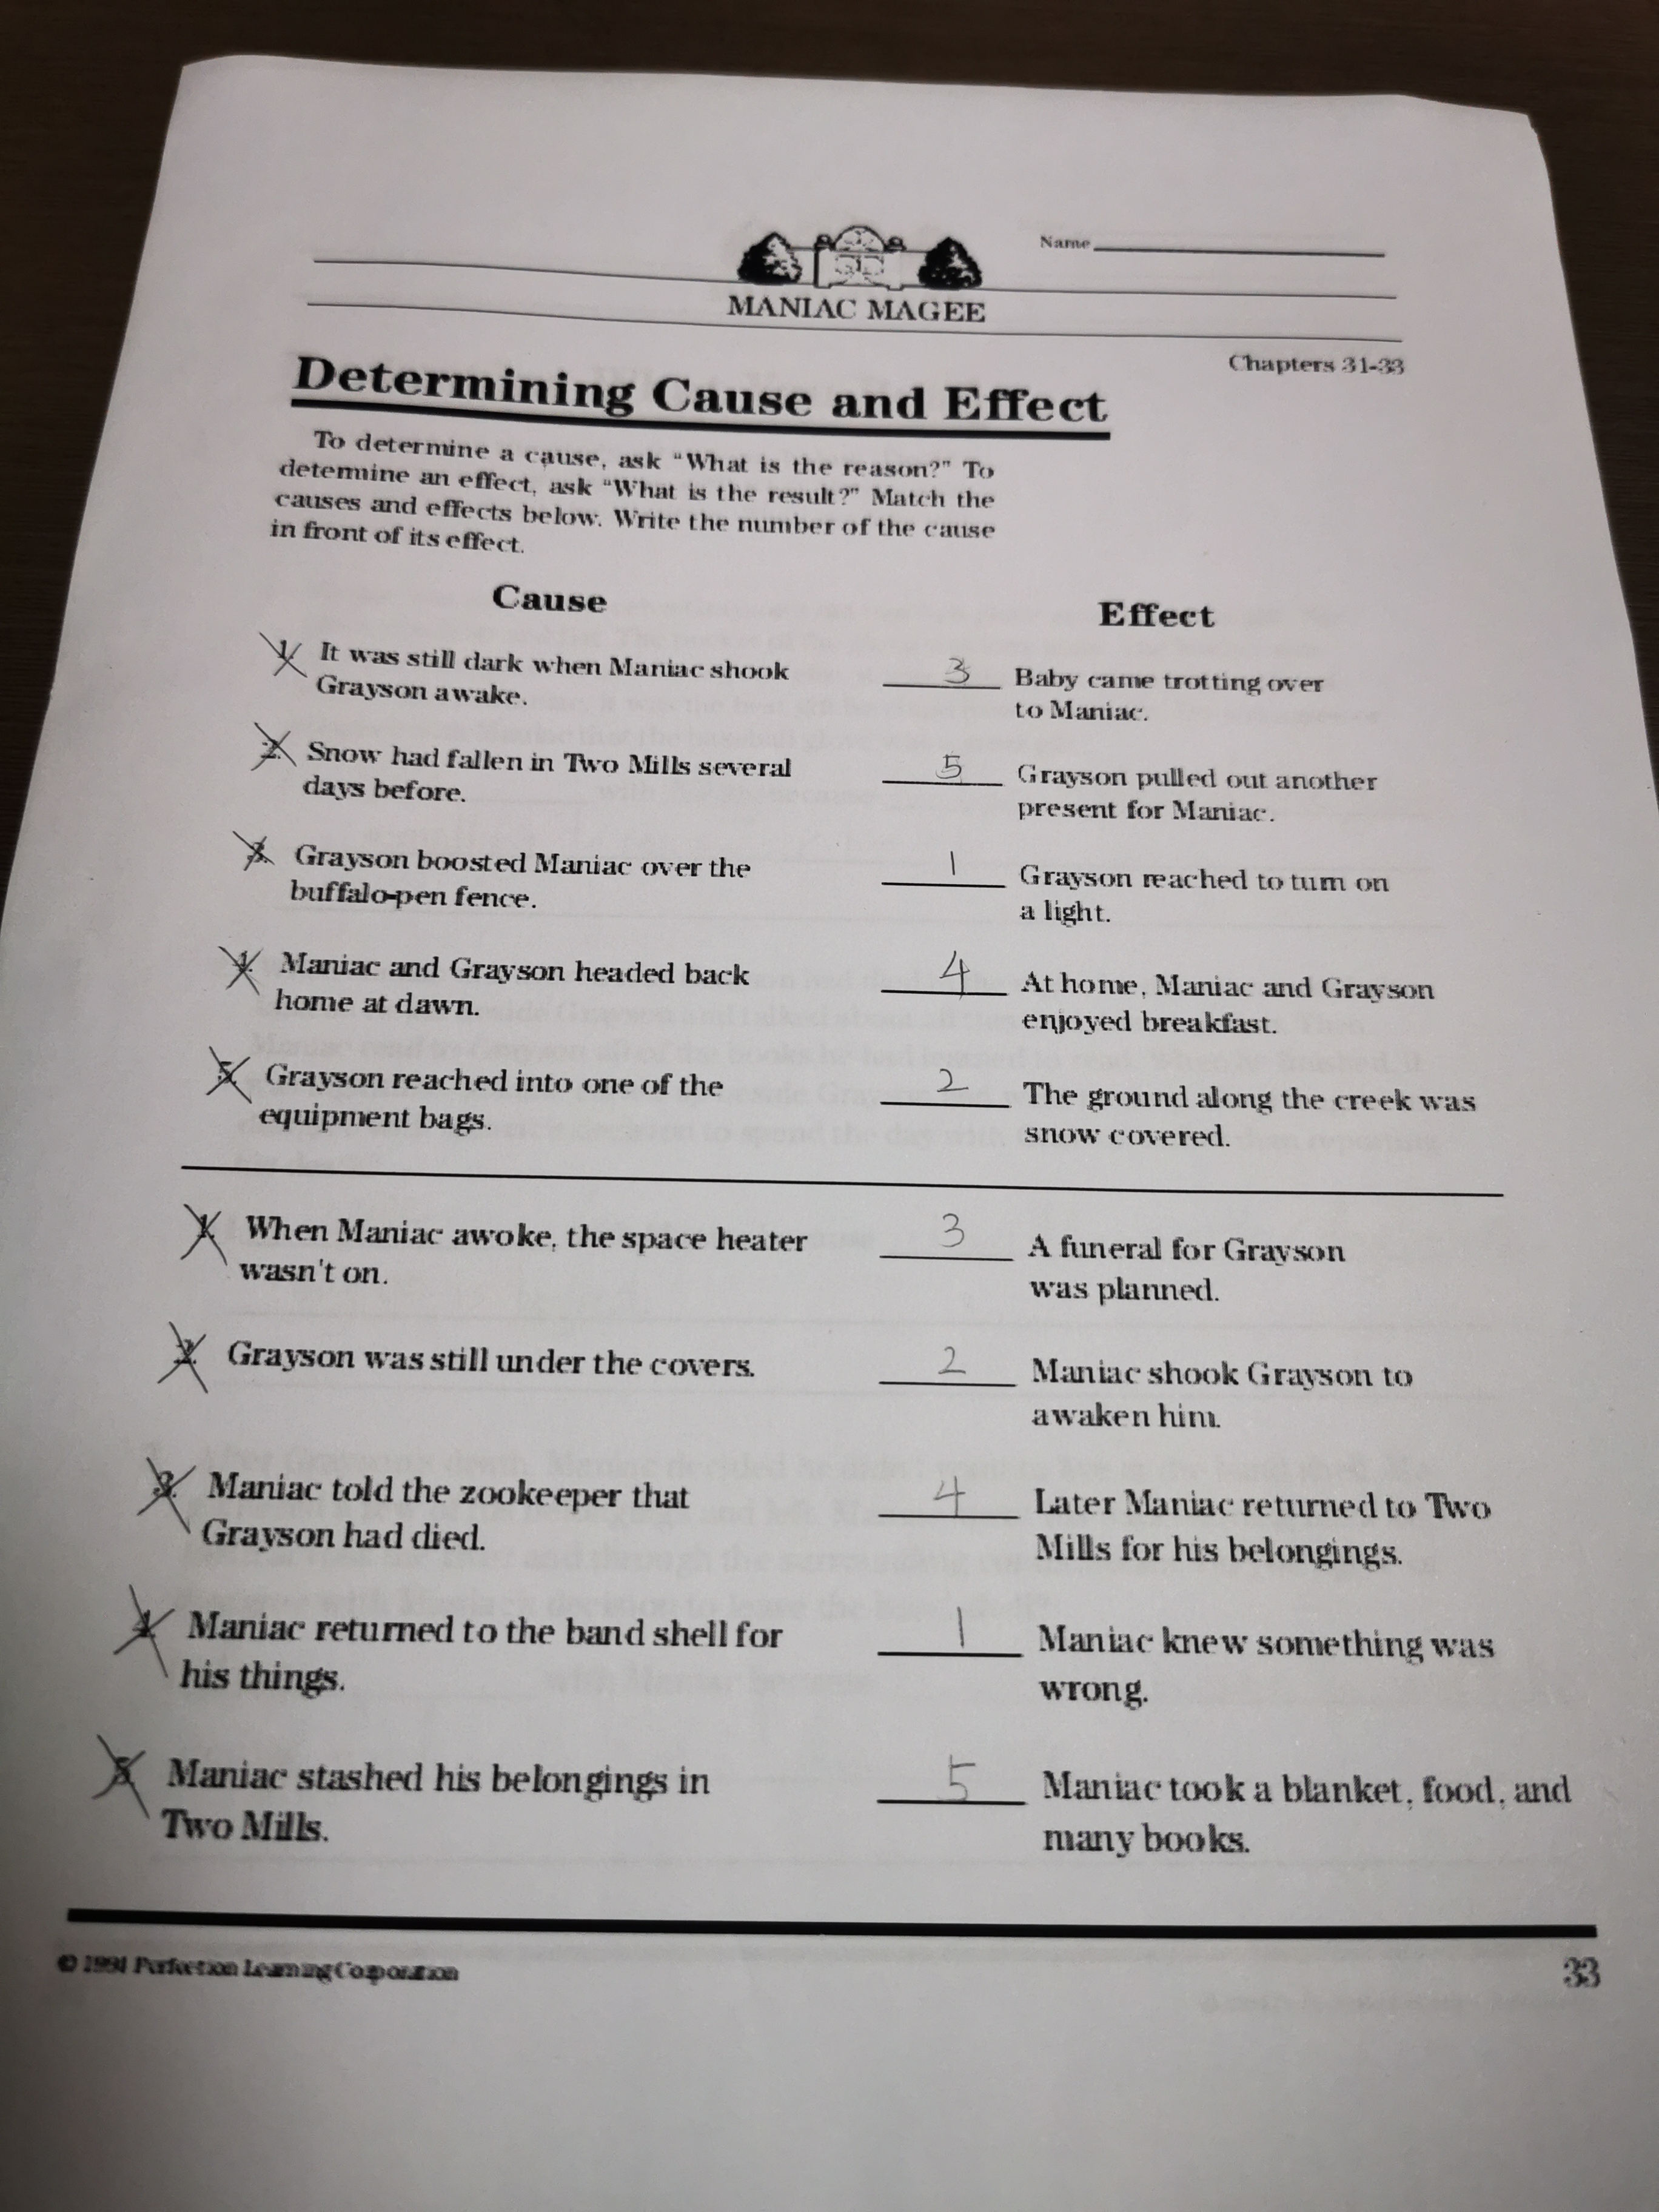 Name
MANIAC MAGEE
Chapters 31-33
Determining Cause and Effect
To determine a cause, ask "What is the reason?" To
determine an effect, ask "What is the result?" Match the
causes and effects below. Write the number of the cause
in front of its effect.
Cause
1. It was still dark when Maniac shook
Grayson awake.
2. Snow had fallen in Two Mills several
days before.
3. Grayson boosted Maniac over the
buffalo-pen fence.
4. Maniac and Grayson headed back
home at dawn.
5. Grayson reached into one of the
equipment bags.
Effect
3 Baby came trotting over
to Maniac.
5 Grayson pulled out another
present for Maniac.
1 Grayson reached to turn on
a light.
4 At home, Maniac and Grayson
enjoyed breakfast.
2 The ground along the creek was
snow covered.
1. When Maniac awoke, the space heater
wasn't on.
2. Grayson was still under the covers.
3. Maniac told the zookeeper that
Grayson had died.
4. Maniac returned to the band shell for
his things.
5. Maniac stashed his belongings in
Two Mills.
3 A funeral for Grayson
was planned.
2 Maniac shook Grayson to
awaken him.
4 Later Maniac returned to Two
Mills for his belongings.
1 Maniac knew something was
wrong.
5 Maniac took a blanket, food, and
many books.
© 1994 Perfection Learning Corporation
33